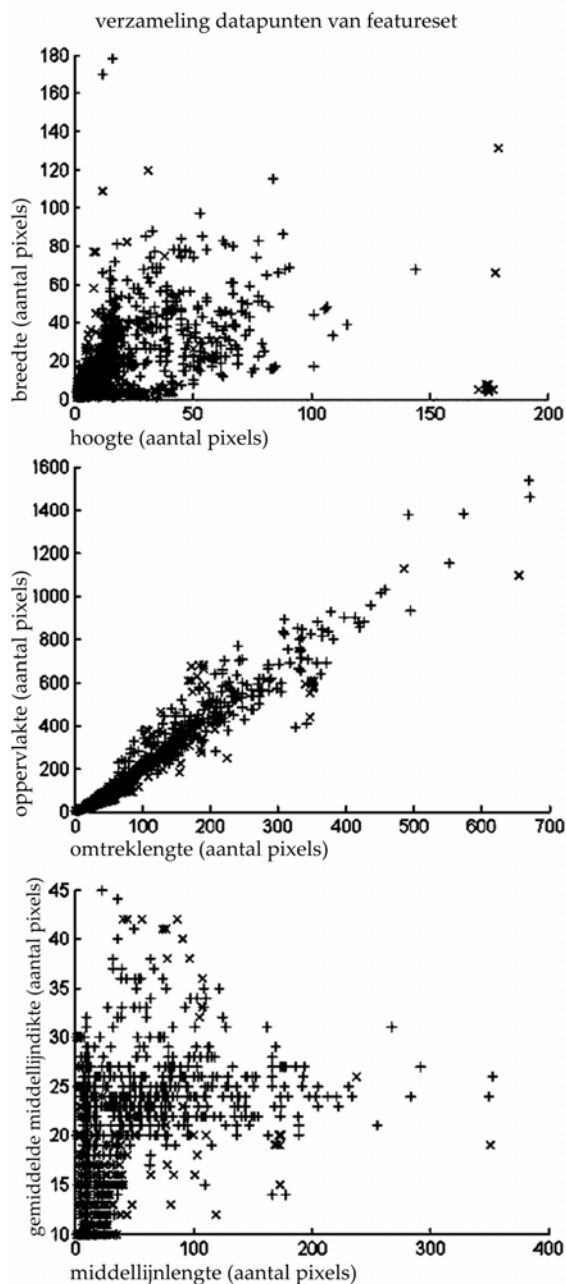 verzameling datapunten van featureset
180
160
140
120
100
80
60
40
20
0
breedte (aantal pixels)
0 50 100 150 200
hoogte (aantal pixels)
1600
1400
1200
1000
800
600
400
200
0
oppervlakte (aantal pixels)
0 100 200 300 400 500 600 700
omtreklengte (aantal pixels)
45
40
35
30
25
20
15
10
gemiddelde middellijndikte (aantal pixels)
0 100 200 300 400
middellijnlengte (aantal pixels)